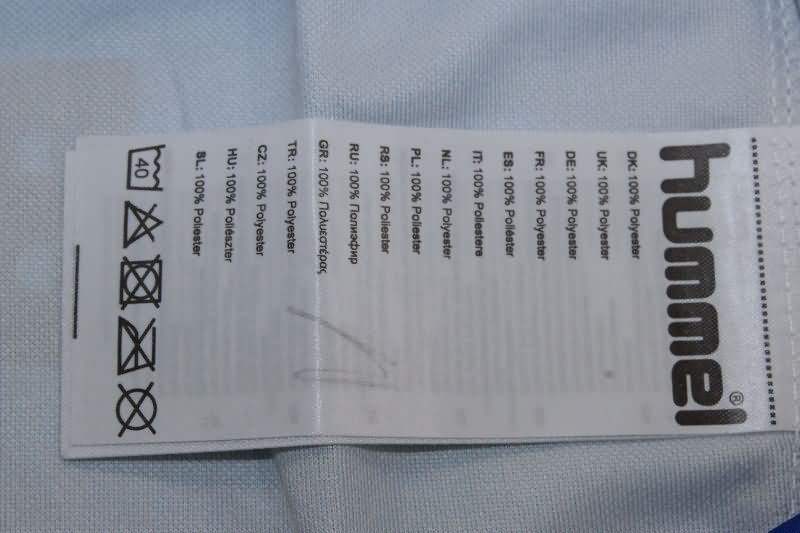 hummel®
DK: 100% Polyester
UK: 100% Polyester
DE: 100% Polyester
FR: 100% Polyester
ES: 100% Poliéster
IT: 100% Poliestere
NL: 100% Polyester
PL: 100% Poliester
RS: 100% Poliester
RU: 100% Полиэфир
GR: 100% Πολυεστέρας
TR: 100% Polyester
CZ: 100% Polyester
HU: 100% Poliészter
SL: 100% Poliester
40